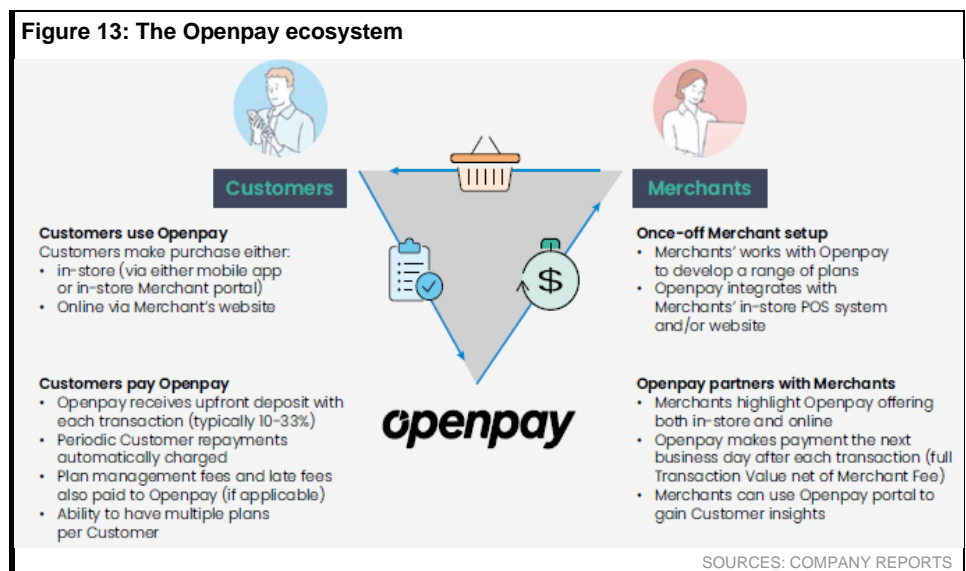 Figure 13: The Openpay ecosystem
Customers
Merchants
Customers use Openpay
Customers make purchase either:
• in-store (via either mobile app
or in-store Merchant portal)
• Online via Merchant's website
Once-off Merchant setup
• Merchants' works with Openpay
to develop a range of plans
• Openpay integrates with
Merchants' in-store POS system
and/or website
$
Customers pay Openpay
• Openpay receives upfront deposit with
each transaction (typically 10-33%)
• Periodic Customer repayments
automatically charged
• Plan management fees and late fees
also paid to Openpay (if applicable)
• Ability to have multiple plans
per Customer
openpay
Openpay partners with Merchants
• Merchants highlight Openpay offering
both in-store and online
• Openpay makes payment the next
business day after each transaction (full
Transaction Value net of Merchant Fee)
• Merchants can use Openpay portal to
gain Customer insights
SOURCES: COMPANY REPORTS